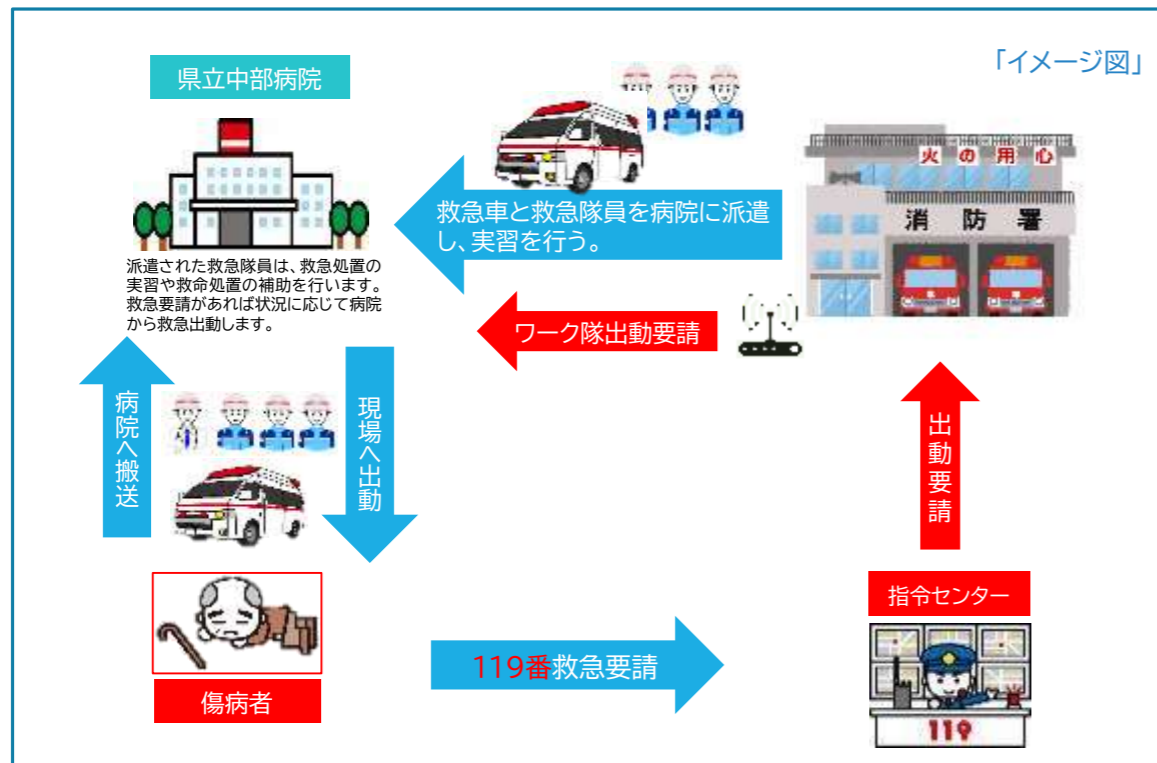 「イメージ図」
県立中部病院
火の用心
消防署
救急車と救急隊員を病院に派遣
し、実習を行う。
派遣された救急隊員は、救急処置の
実習や救命処置の補助を行います。
救急要請があれば状況に応じて病院
から救急出動します。
ワーク隊出動要請
病院へ搬送
現場へ出動
出動要請
指令センター
119番救急要請
傷病者
119